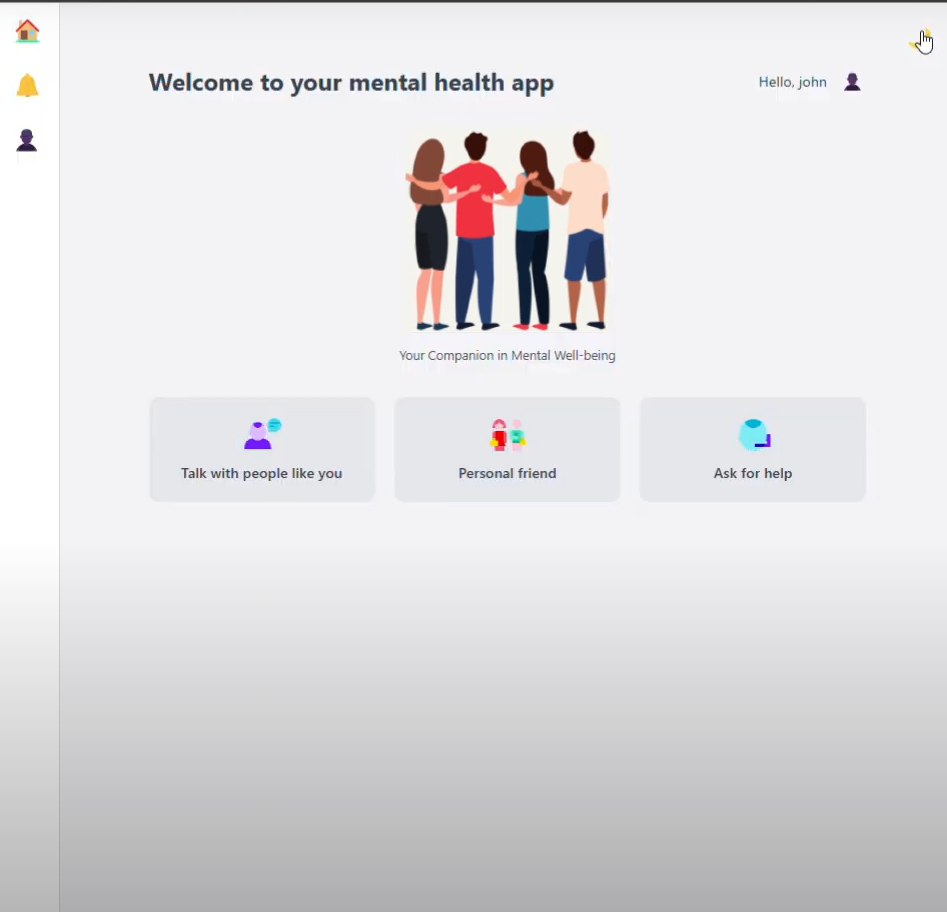 Welcome to your mental health app
Hello, john
Your Companion in Mental Well-being
Talk with people like you
Personal friend
Ask for help